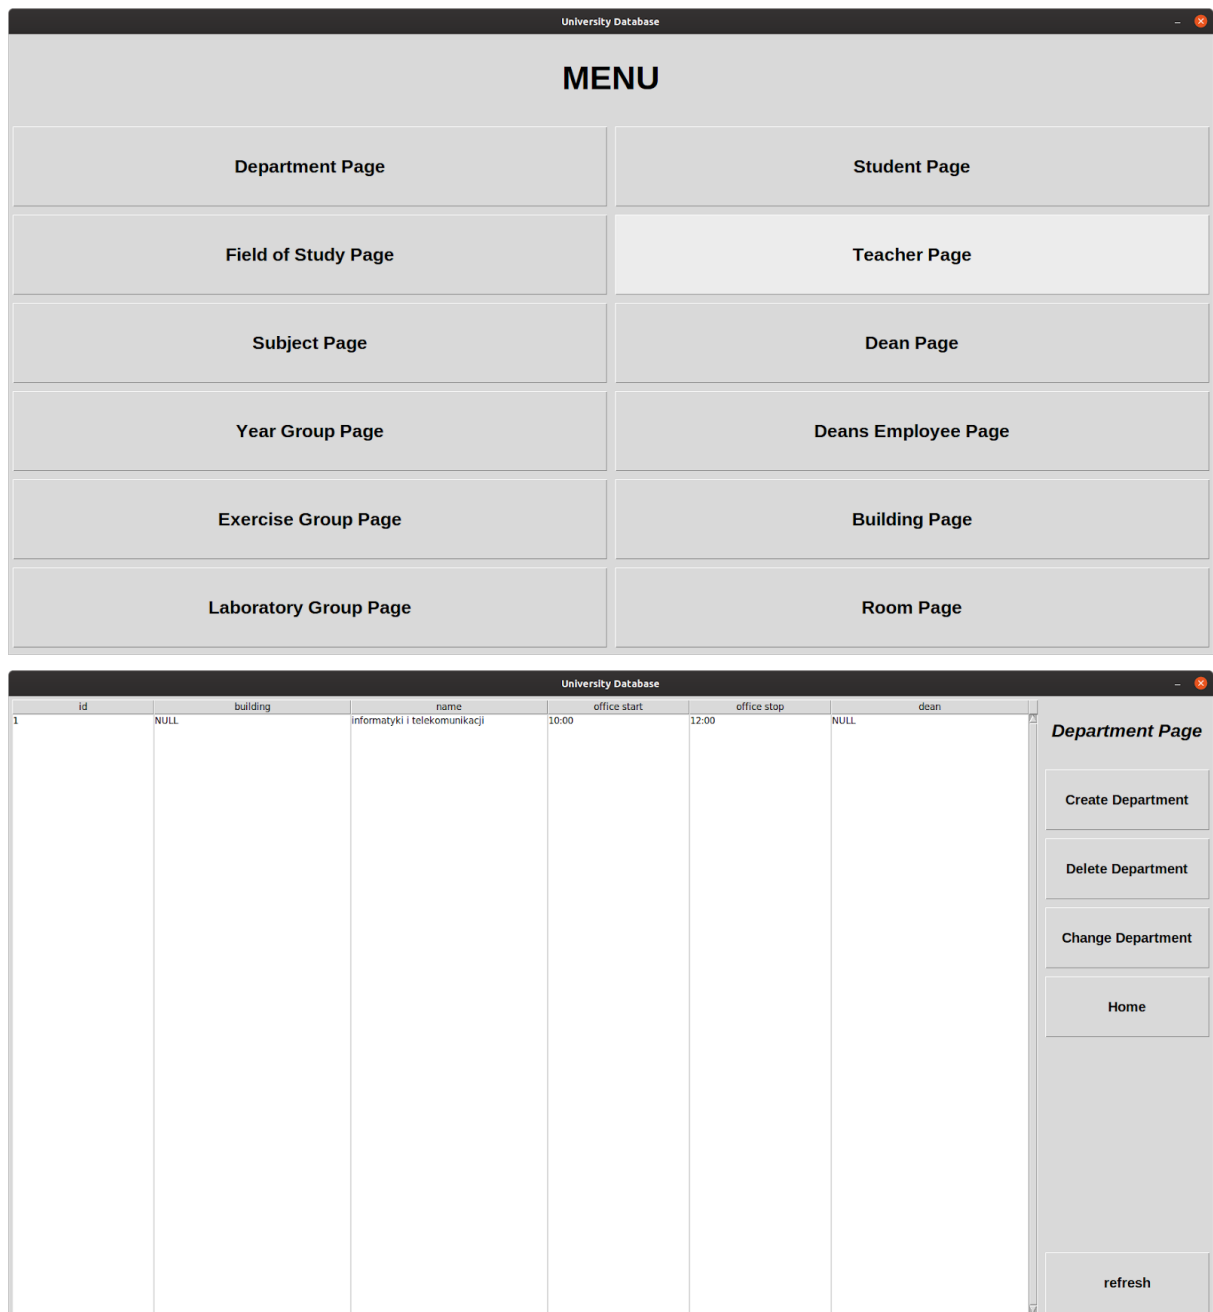 University Database
MENU
Department Page
Student Page
Field of Study Page
Teacher Page
Subject Page
Dean Page
Year Group Page
Deans Employee Page
Exercise Group Page
Building Page
Laboratory Group Page
Room Page
University Database
id building name office start office stop dean
1 NULL informatyki i telekomunikacji 10:00 12:00 NULL
Department Page
Create Department
Delete Department
Change Department
Home
refresh